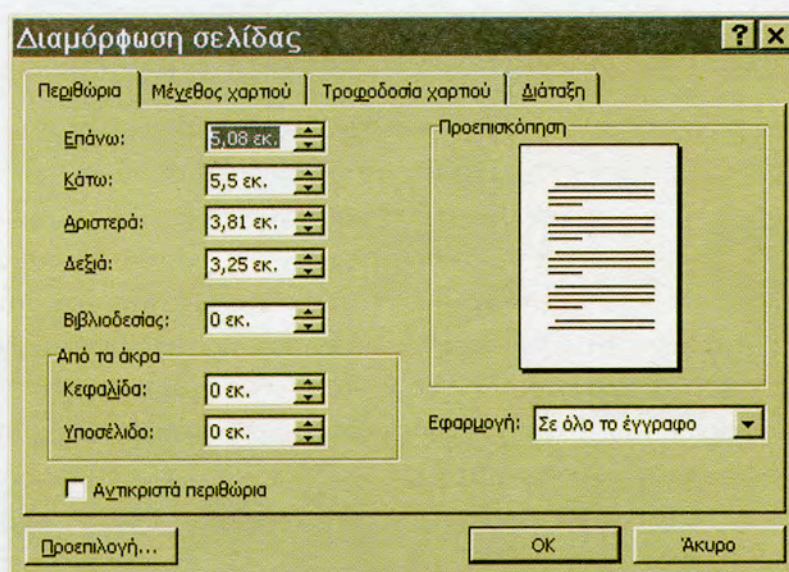 Διαμόρφωση σελίδας
Περιθώρια Μέγεθος χαρτιού Τροφοδοσία χαρτιού Διάταξη
Επάνω: 5,08 εκ.
Κάτω: 5,5 εκ.
Αριστερά: 3,81 εκ.
Δεξιά: 3,25 εκ.
Βιβλιοδεσίας: 0 εκ.
Από τα άκρα
Κεφαλίδα: 0 εκ.
Υποσέλιδο: 0 εκ.
Αντικριστά περιθώρια
Προεπισκόπηση
Εφαρμογή: Σε όλο το έγγραφο
Προεπιλογή... ΟΚ Άκυρο